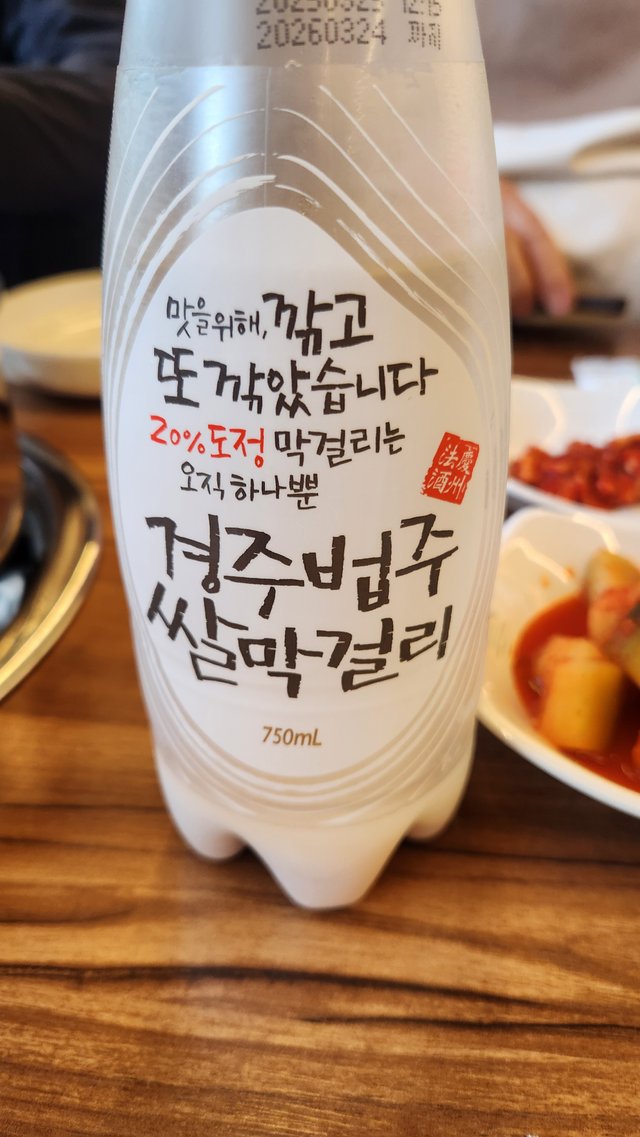 20260324 까지
맛을위해, 깎고
또 깎았습니다
20%도정 막걸리는
오직 하나뿐
慶州
法酒
경주법주
쌀막걸리
750mL